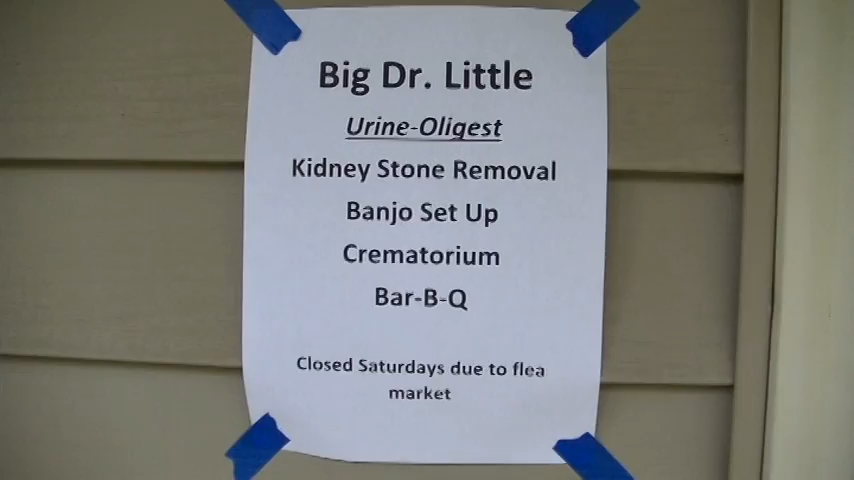 Big Dr. Little
Urine-Oligest
Kidney Stone Removal
Banjo Set Up
Crematorium
Bar-B-Q
Closed Saturdays due to flea
market